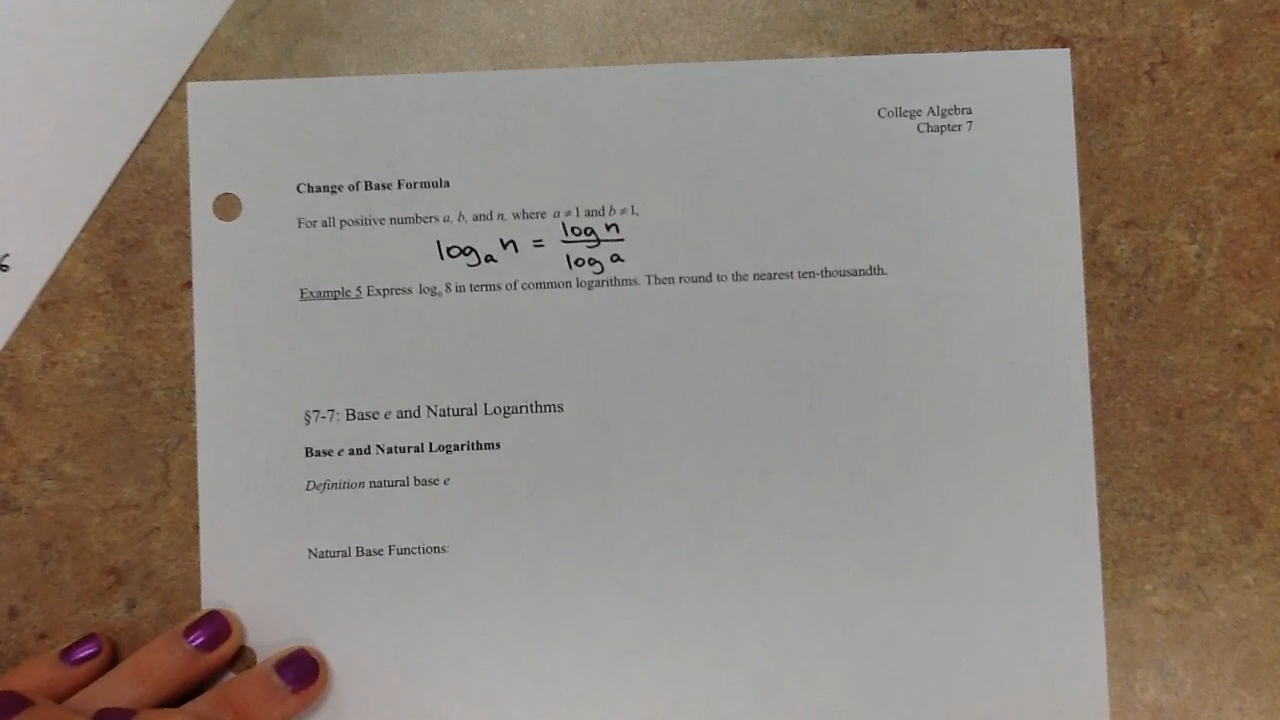 College Algebra
Chapter 7
Change of Base Formula
For all positive numbers a, b, and n, where a ≠ 1 and b ≠ 1,
logₐ n = log n / log a
Example 5 Express log 8 in terms of common logarithms. Then round to the nearest ten-thousandth.
§7-7: Base e and Natural Logarithms
Base e and Natural Logarithms
Definition natural base e
Natural Base Functions:
6